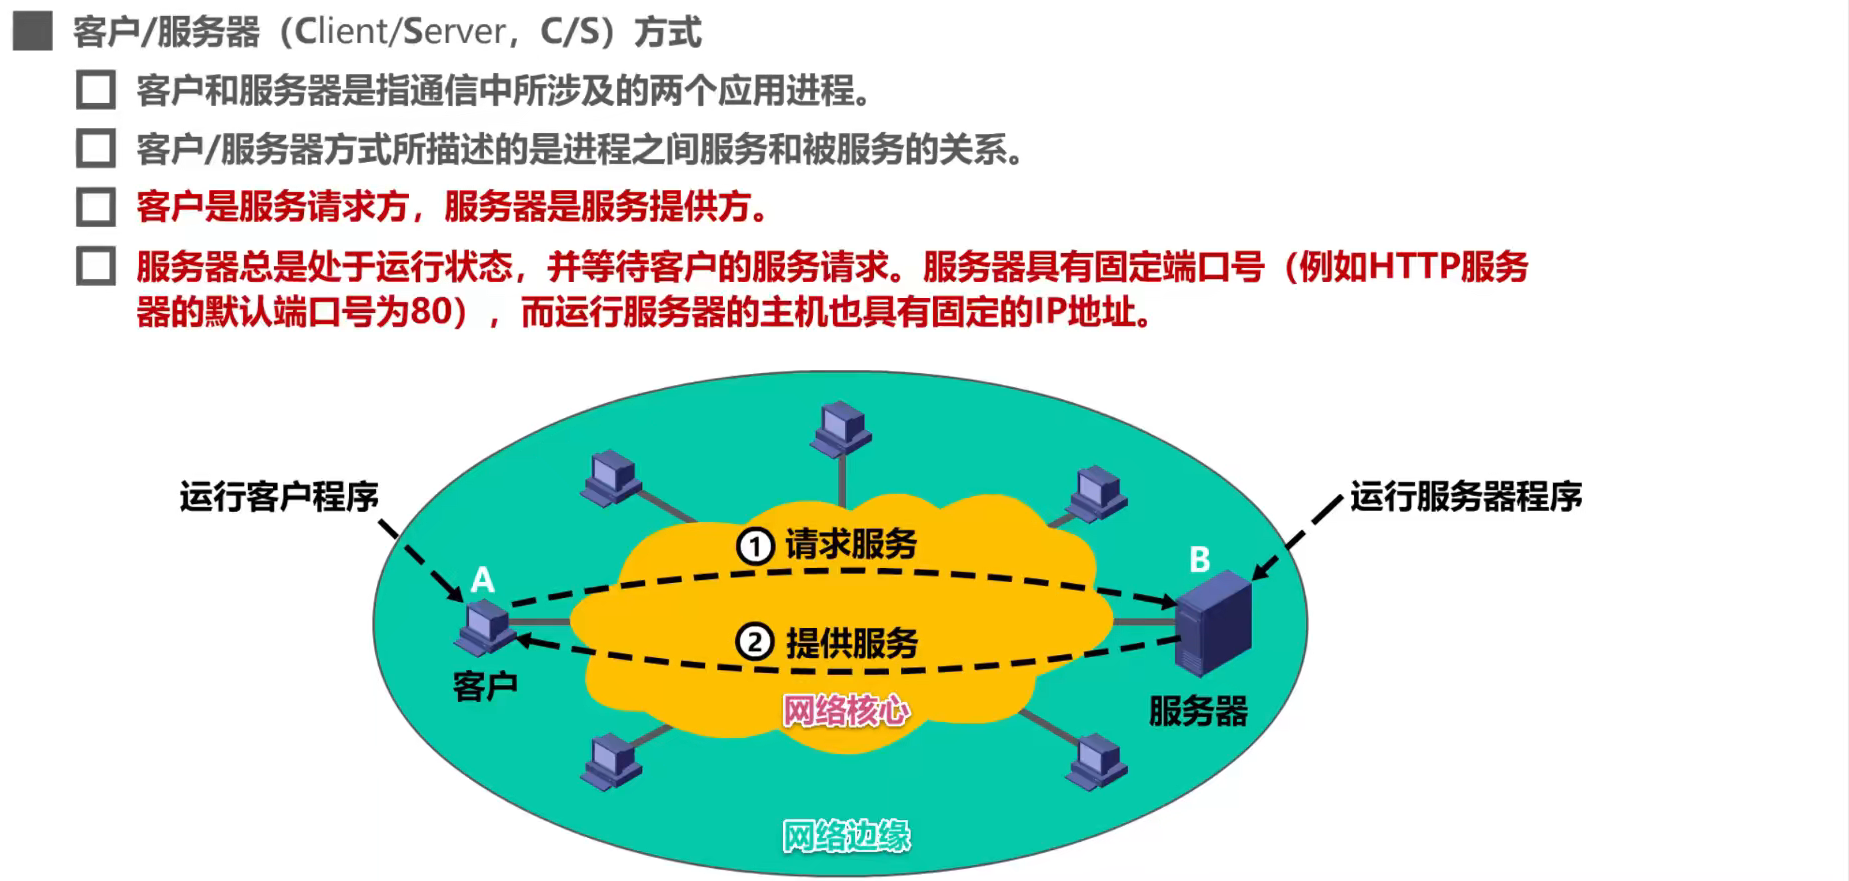 客户/服务器（Client/Server，C/S）方式
客户和服务器是指通信中所涉及的两个应用进程。
客户/服务器方式所描述的是进程之间服务和被服务的关系。
客户是服务请求方，服务器是服务提供方。
服务器总是处于运行状态，并等待客户的服务请求。服务器具有固定端口号（例如HTTP服务
器的默认端口号为80），而运行服务器的主机也具有固定的IP地址。
运行客户程序
运行服务器程序
① 请求服务
A
B
② 提供服务
客户
服务器
网络核心
网络边缘